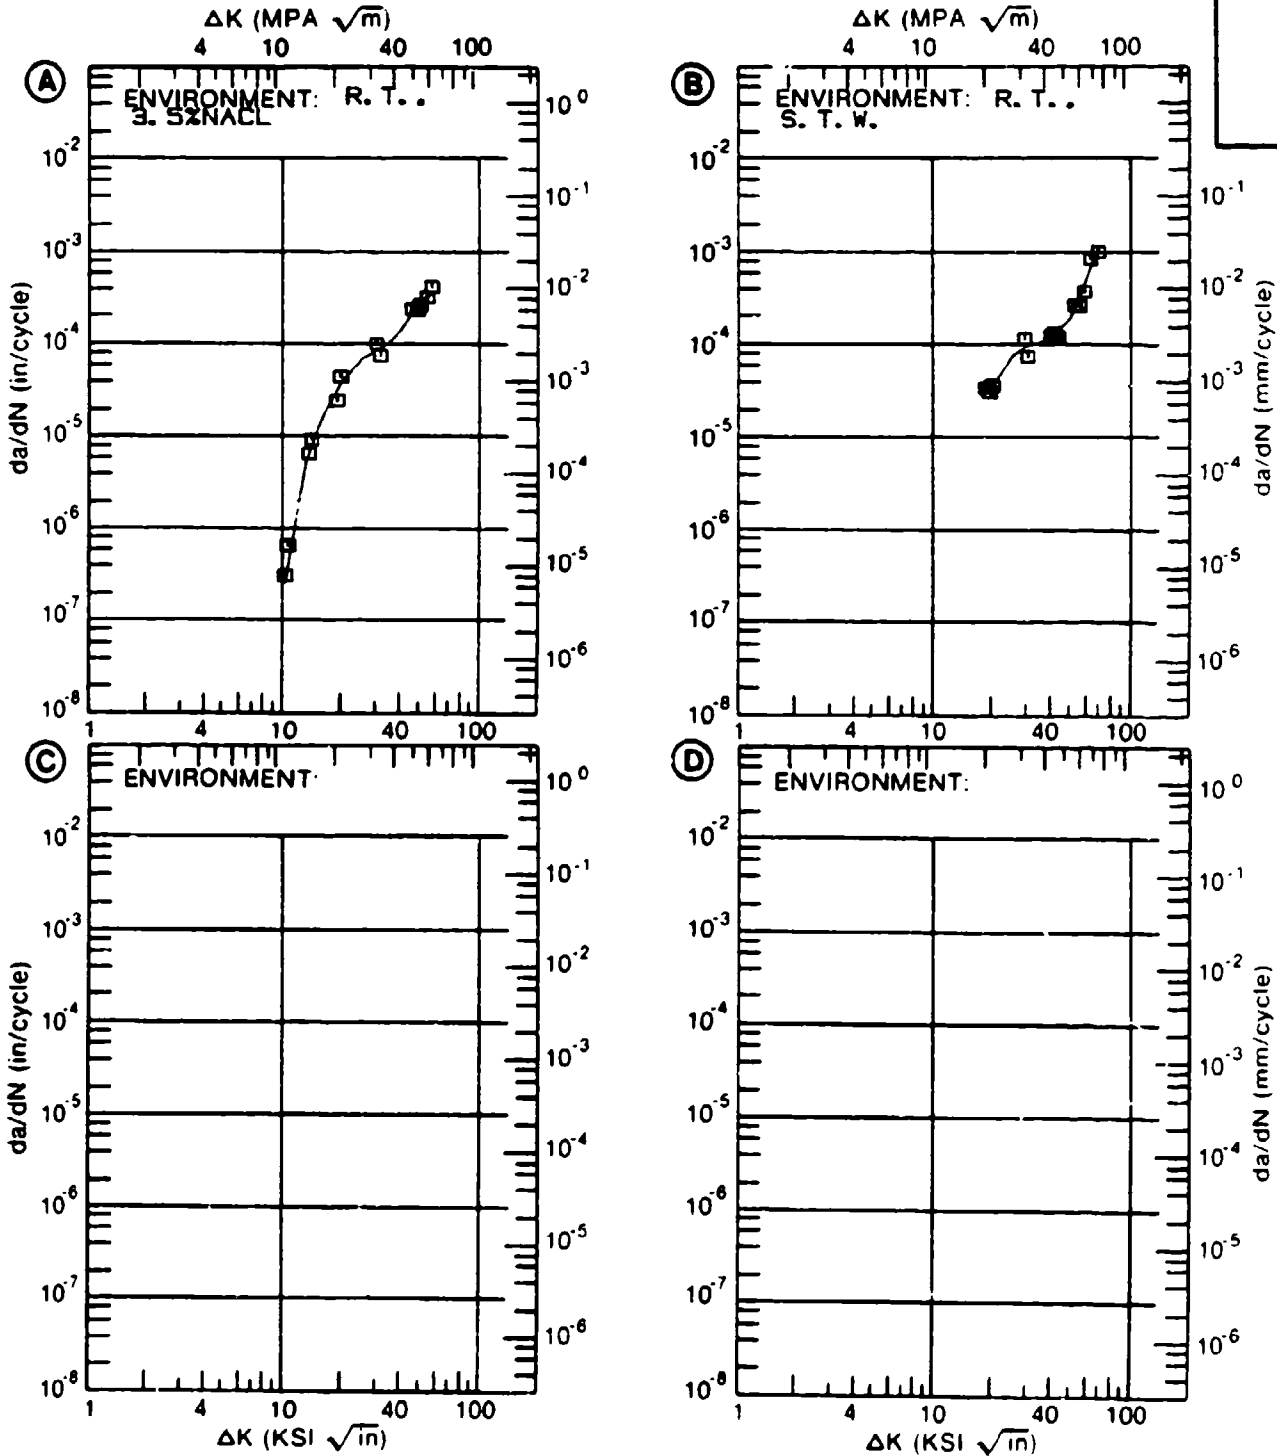 ΔK (MPA √m)
4 10 40 100
ΔK (MPA √m)
4 10 40 100
A
ENVIRONMENT: R. T. .
3. 5%NACL
10⁰
10⁻¹
10⁻²
10⁻³
10⁻⁴
10⁻⁵
10⁻⁶
10⁻²
10⁻³
10⁻⁴
10⁻⁵
10⁻⁶
10⁻⁷
10⁻⁸
da/dN (in/cycle)
1 4 10 40 100
B
ENVIRONMENT: R. T. .
S. T. W.
10⁻²
10⁻³
10⁻⁴
10⁻⁵
10⁻⁶
10⁻⁷
10⁻⁸
10⁻¹
10⁻²
10⁻³
10⁻⁴
10⁻⁵
10⁻⁶
da/dN (mm/cycle)
1 4 10 40 100
C
ENVIRONMENT:
10⁻²
10⁻³
10⁻⁴
10⁻⁵
10⁻⁶
10⁻⁷
10⁻⁸
da/dN (in/cycle)
10⁰
10⁻¹
10⁻²
10⁻³
10⁻⁴
10⁻⁵
10⁻⁶
1 4 10 40 100
ΔK (KSI √in)
D
ENVIRONMENT:
10⁻²
10⁻³
10⁻⁴
10⁻⁵
10⁻⁶
10⁻⁷
10⁻⁸
10⁰
10⁻¹
10⁻²
10⁻³
10⁻⁴
10⁻⁵
10⁻⁶
da/dN (mm/cycle)
1 4 10 40 100
ΔK (KSI √in)